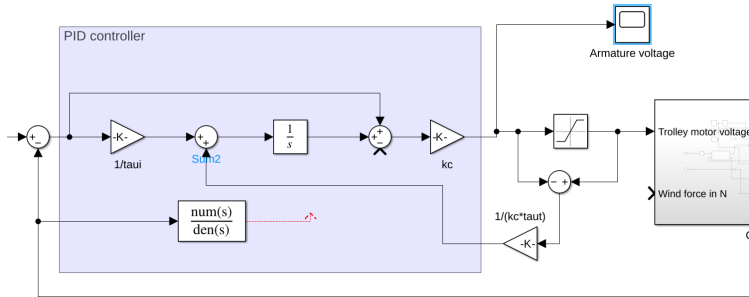 PID controller
Armature voltage
-K-
1/taui
Sum2
1
s
-K-
kc
Trolley motor voltage
Wind force in N
num(s)
den(s)
1/(kc*taut)
-K-